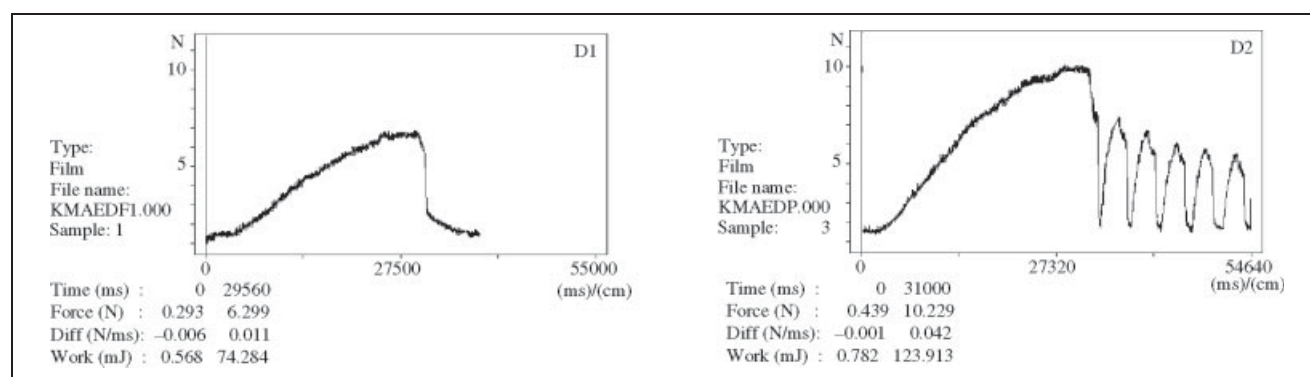 N
D1
10
5
Type:
Film
File name:
KMAEDF1.000
Sample: 1
0 27500 55000
(ms)/(cm)
Time (ms) : 0 29560
Force (N) : 0.293 6.299
Diff (N/ms): –0.006 0.011
Work (mJ) : 0.568 74.284
N
D2
10
5
Type:
Film
File name:
KMAEDP.000
Sample: 3
0 27320 54640
(ms)/(cm)
Time (ms) : 0 31000
Force (N) : 0.439 10.229
Diff (N/ms): –0.001 0.042
Work (mJ) : 0.782 123.913